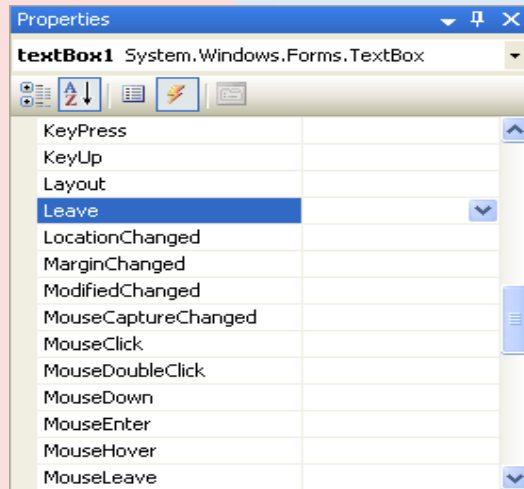 Properties
textBox1 System.Windows.Forms.TextBox
A
Z
KeyPress
KeyUp
Layout
Leave
LocationChanged
MarginChanged
ModifiedChanged
MouseCaptureChanged
MouseClick
MouseDoubleClick
MouseDown
MouseEnter
MouseHover
MouseLeave